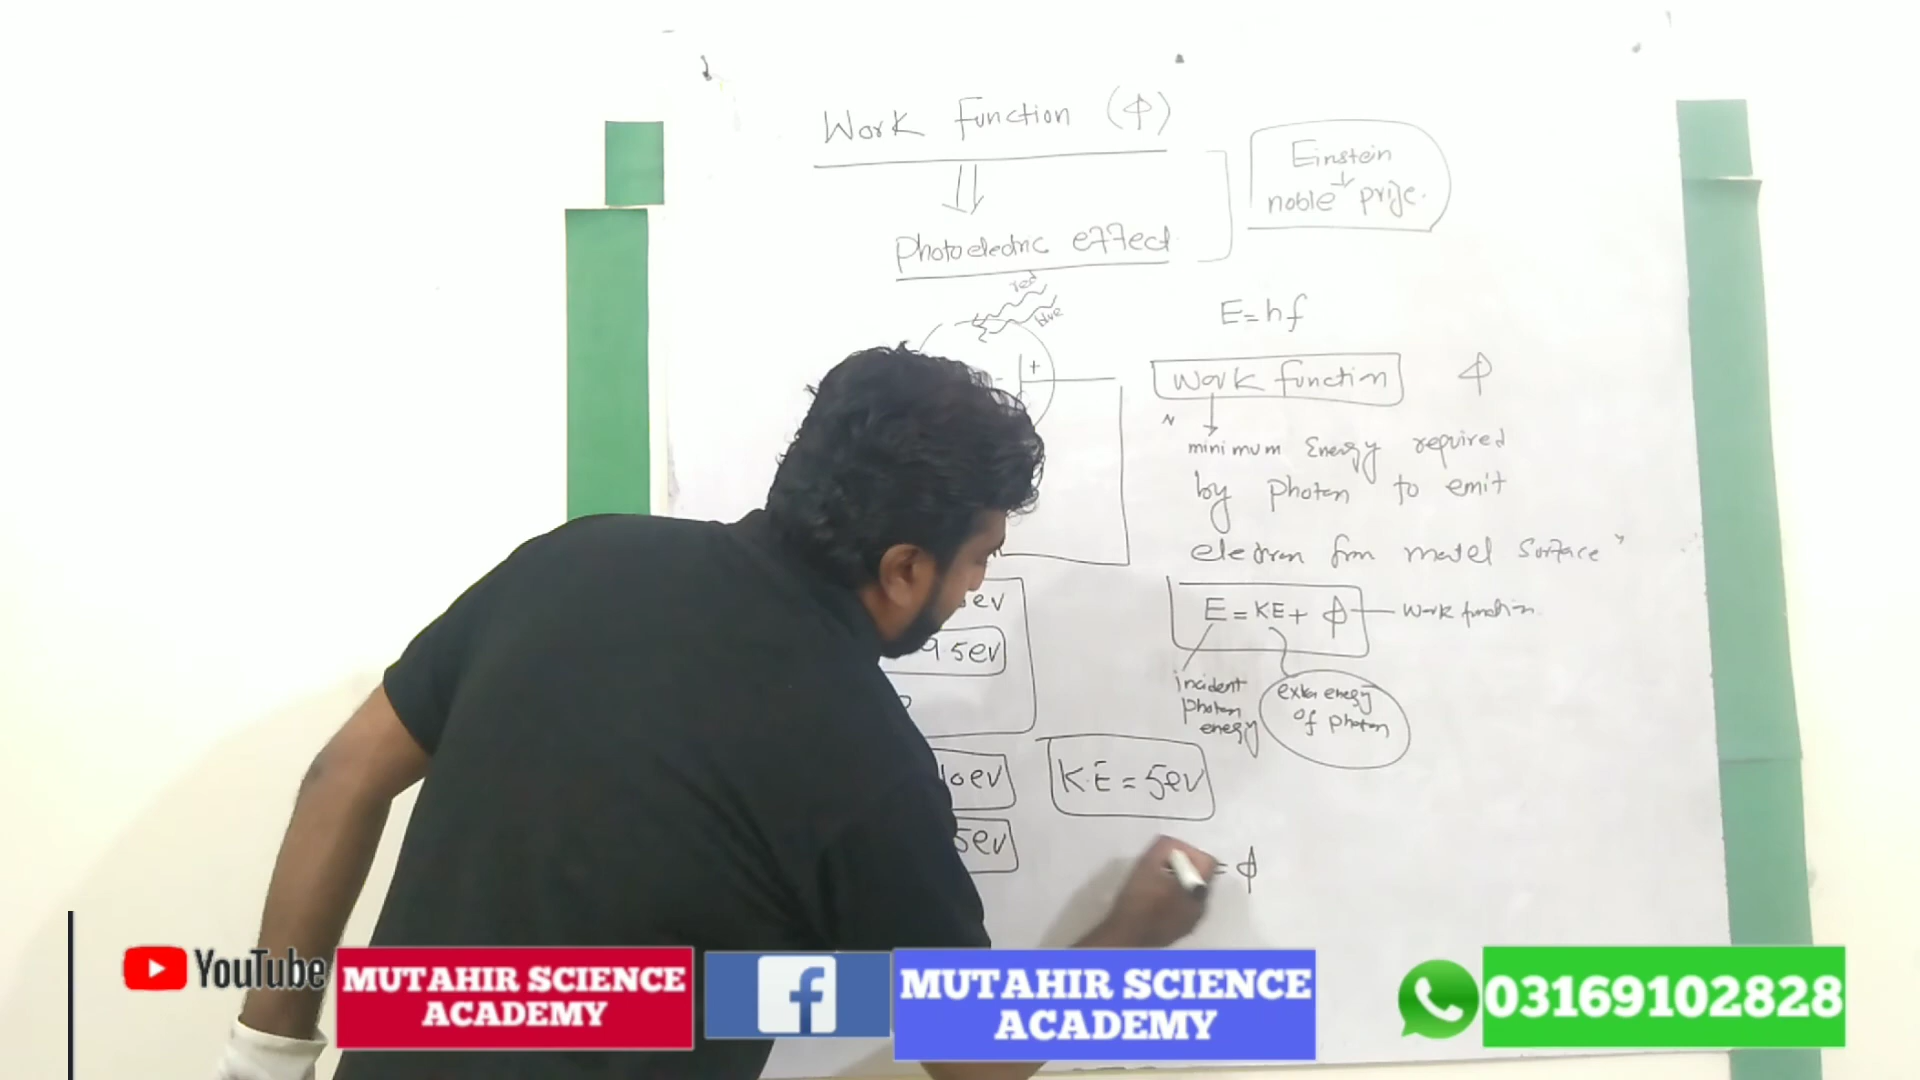 Work Function (ϕ)
Einstein
noble prize.
Photoelectric effect
red
blue
E=hf
+
-
Work function ϕ
minimum Energy required
by photon to emit
electron from matel Surface"
E = KE + ϕ — Work function
incident
photon
energy
extra energy
of photon
ev
9.5ev
10ev
K.E = 5ev
5ev
= ϕ
YouTube
MUTAHIR SCIENCE
ACADEMY
f
MUTAHIR SCIENCE
ACADEMY
03169102828